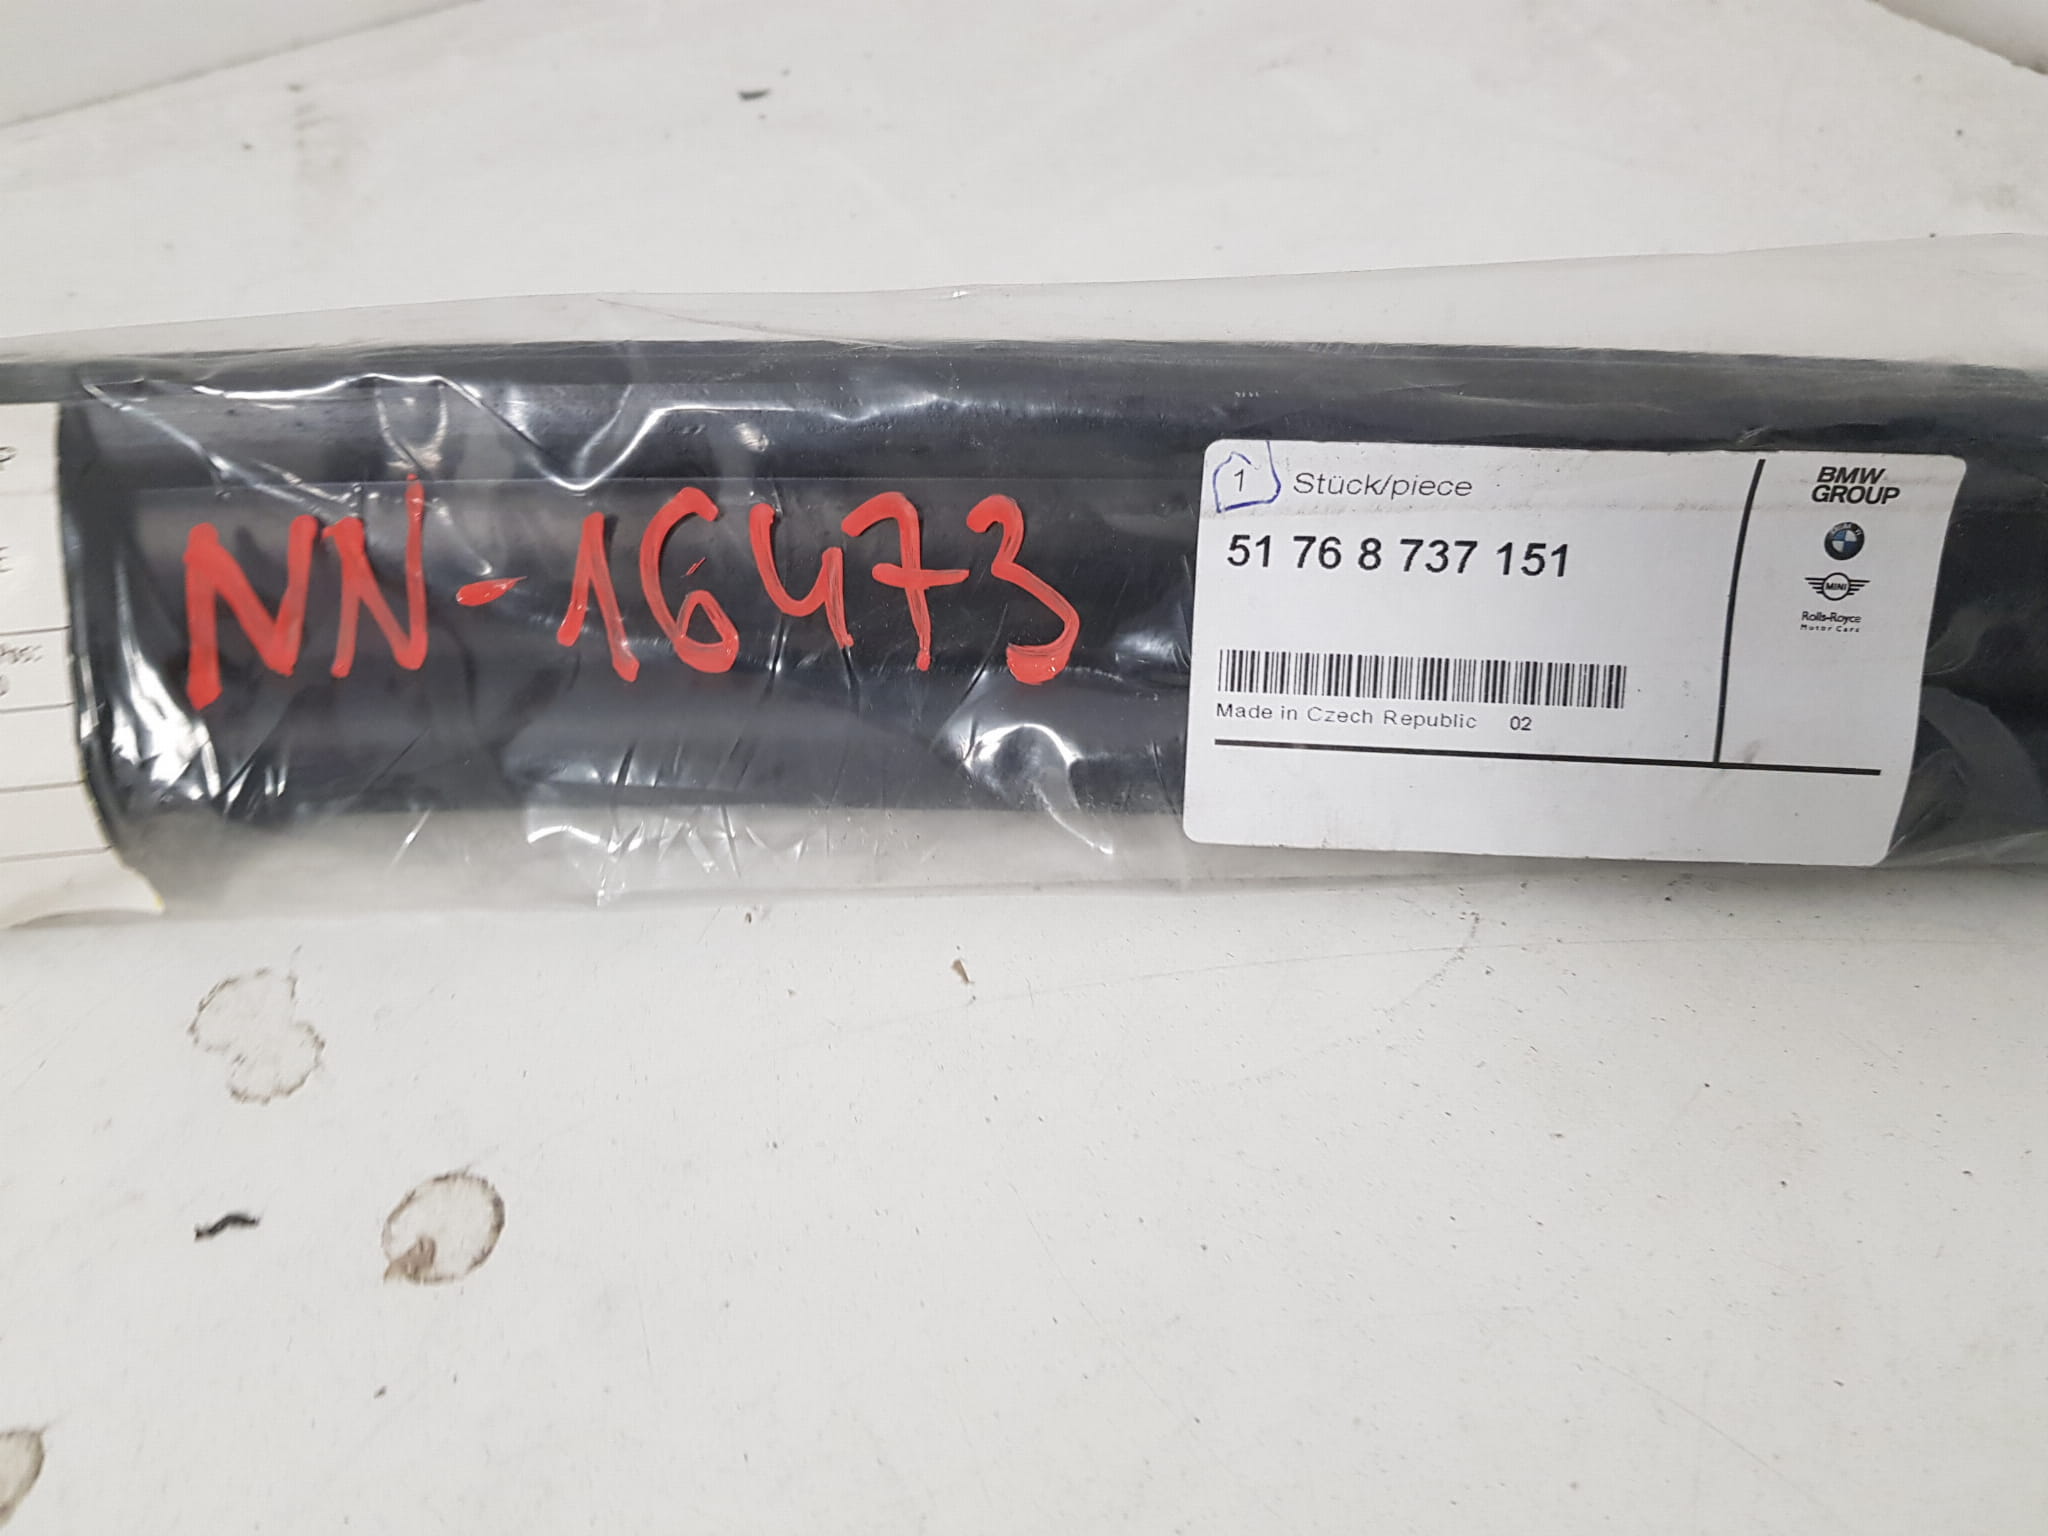 NN-16473
1 Stück/piece
51 76 8 737 151
Made in Czech Republic 02
BMW
GROUP
MINI
Rolls-Royce
Motor Cars